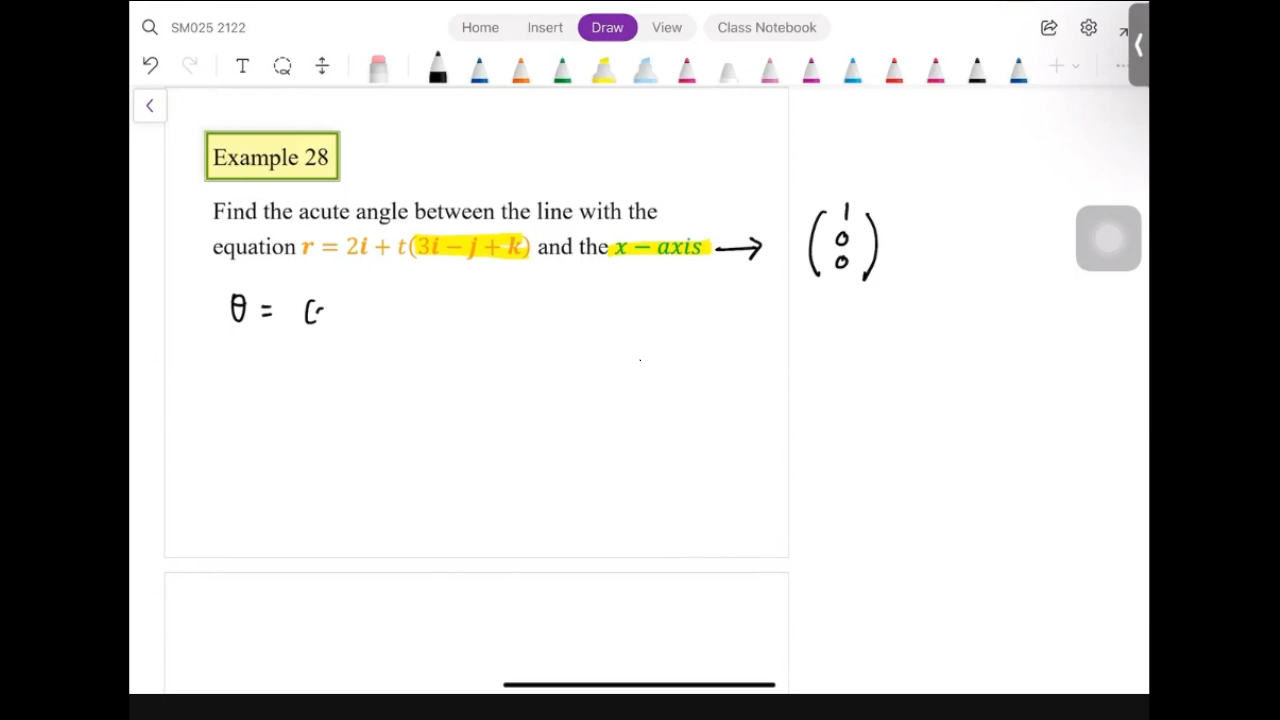 SM025 2122
Home Insert Draw View Class Notebook
T
Example 28
Find the acute angle between the line with the
equation r = 2i + t(3i − j + k) and the x − axis
1
0
0
θ =